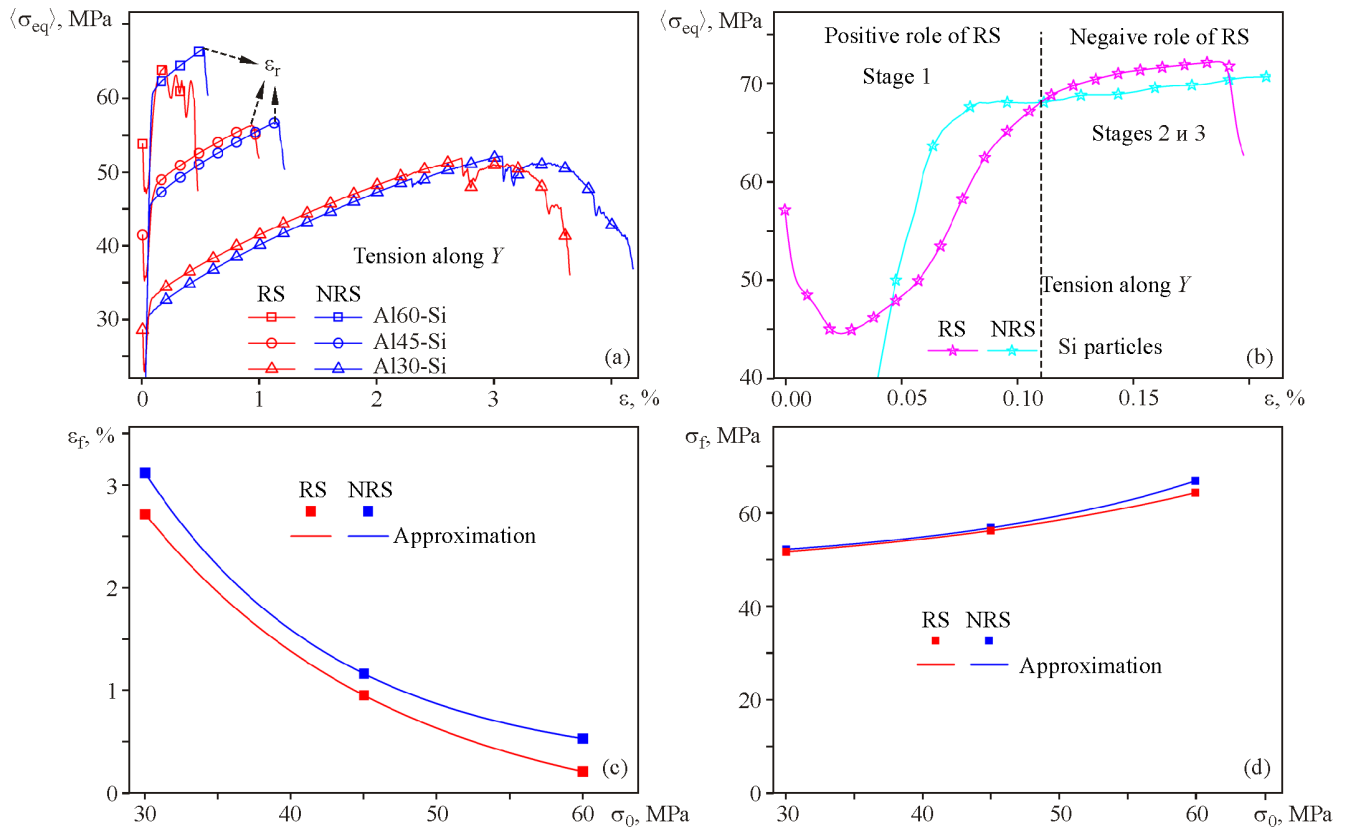 ⟨σeq⟩, MPa
60
50
40
30
εr
Tension along Y
RS NRS
Al60-Si
Al45-Si
Al30-Si
(a)
0 1 2 3 ε, %
⟨σeq⟩, MPa
70
60
50
40
Positive role of RS
Stage 1
Negaive role of RS
Stages 2 и 3
Tension along Y
RS NRS
Si particles
(b)
0.00 0.05 0.10 0.15 ε, %
εf, %
3
2
1
0
RS NRS
Approximation
(c)
30 40 50 60 σ0, MPa
σf, MPa
60
40
20
0
RS NRS
Approximation
(d)
30 40 50 60 σ0, MPa